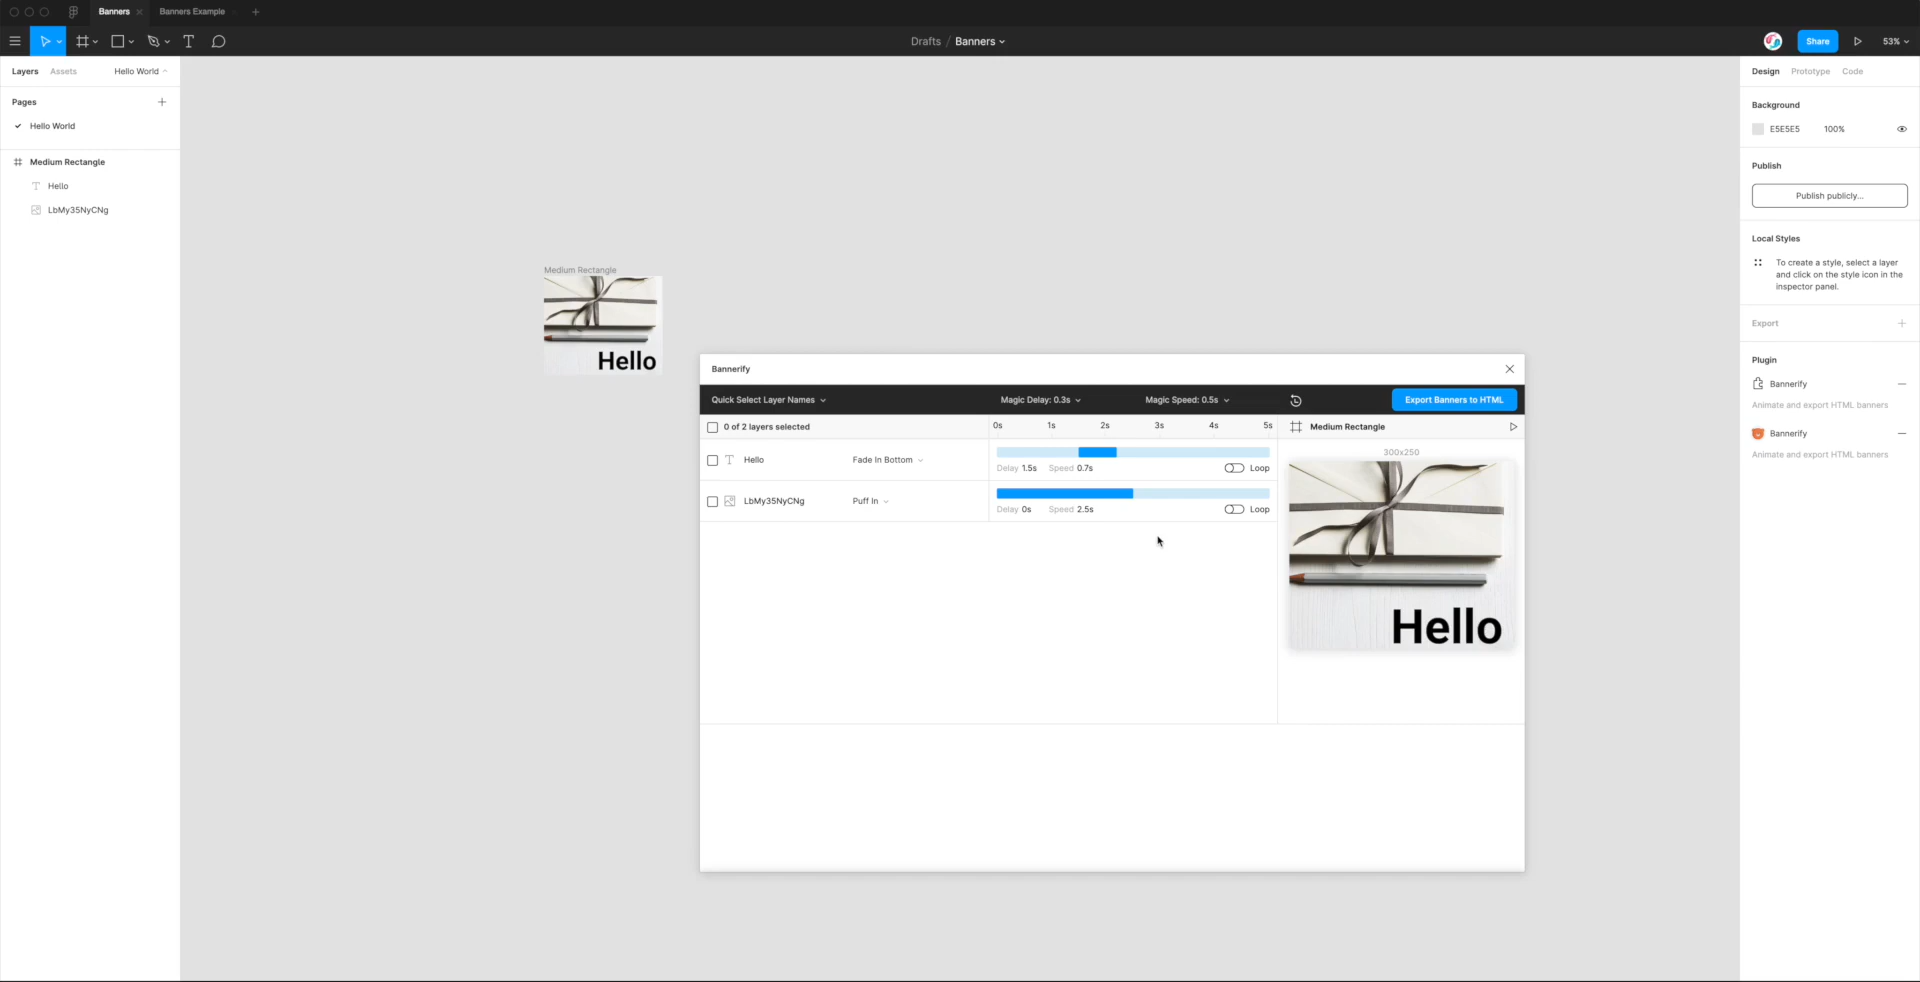 Banners
Banners Example
Drafts / Banners
Share
53%
Layers
Assets
Hello World
Pages
Hello World
Medium Rectangle
Hello
LbMy35NyCNg
Medium Rectangle
Hello
Bannerify
Quick Select Layer Names
Magic Delay: 0.3s
Magic Speed: 0.5s
Export Banners to HTML
0 of 2 layers selected
0s 1s 2s 3s 4s 5s
Medium Rectangle
Hello
Fade In Bottom
Delay 1.5s Speed 0.7s
Loop
LbMy35NyCNg
Puff In
Delay 0s Speed 2.5s
Loop
300x250
Hello
Design
Prototype
Code
Background
E5E5E5
100%
Publish
Publish publicly...
Local Styles
To create a style, select a layer
and click on the style icon in the
inspector panel.
Export
Plugin
Bannerify
Animate and export HTML banners
Bannerify
Animate and export HTML banners